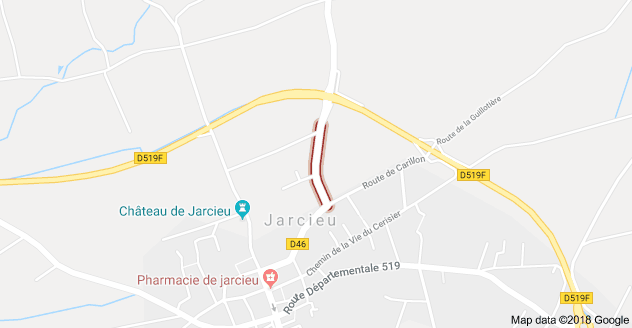 Route de la Guillotière
D519F
Route de Carillon
D519F
Château de Jarcieu
Jarcieu
Chemin de la Vie du Cerisier
D46
Pharmacie de jarcieu
Route Départementale 519
D519F
Map data ©2018 Google